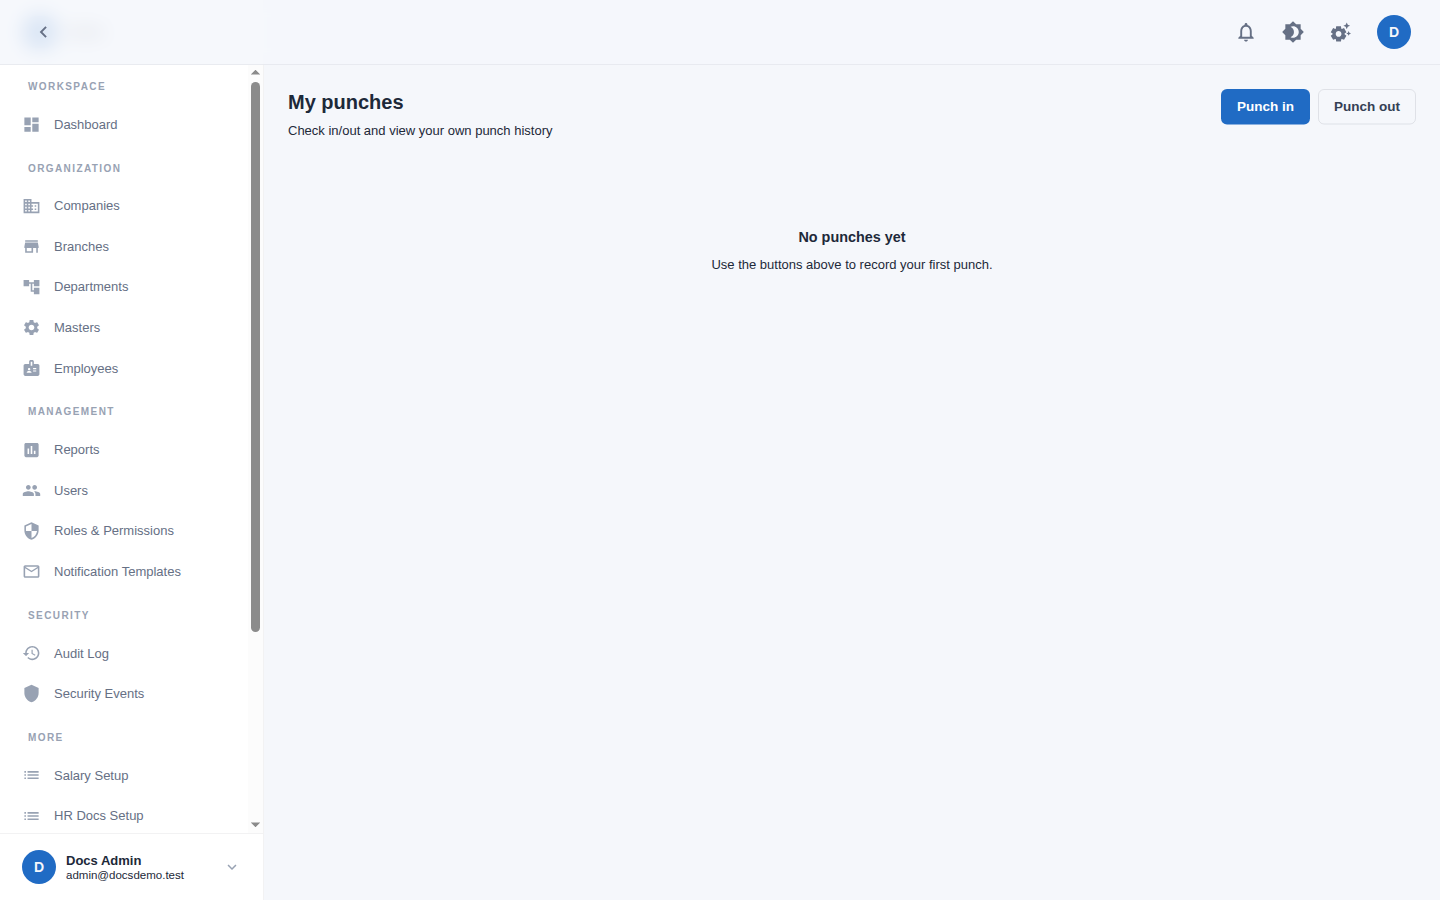 D
WORKSPACE
Dashboard
ORGANIZATION
Companies
Branches
Departments
Masters
Employees
MANAGEMENT
Reports
Users
Roles & Permissions
Notification Templates
SECURITY
Audit Log
Security Events
MORE
Salary Setup
HR Docs Setup
D
Docs Admin
admin@docsdemo.test
My punches
Check in/out and view your own punch history
Punch in
Punch out
No punches yet
Use the buttons above to record your first punch.